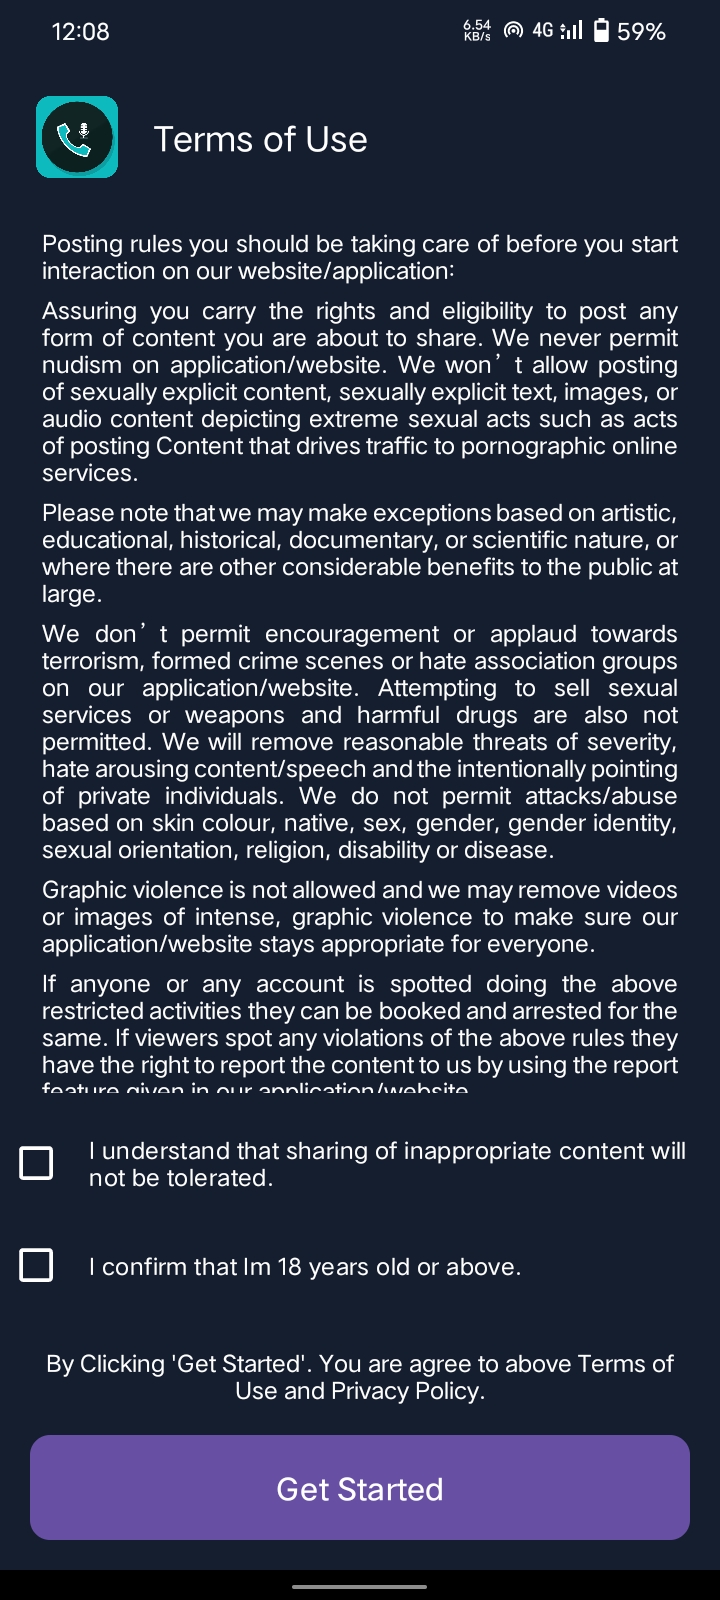 12:08
6.54
KB/s
4G
59%
Terms of Use
Posting rules you should be taking care of before you start
interaction on our website/application:
Assuring you carry the rights and eligibility to post any
form of content you are about to share. We never permit
nudism on application/website. We won’t allow posting
of sexually explicit content, sexually explicit text, images, or
audio content depicting extreme sexual acts such as acts
of posting Content that drives traffic to pornographic online
services.
Please note that we may make exceptions based on artistic,
educational, historical, documentary, or scientific nature, or
where there are other considerable benefits to the public at
large.
We don’t permit encouragement or applaud towards
terrorism, formed crime scenes or hate association groups
on our application/website. Attempting to sell sexual
services or weapons and harmful drugs are also not
permitted. We will remove reasonable threats of severity,
hate arousing content/speech and the intentionally pointing
of private individuals. We do not permit attacks/abuse
based on skin colour, native, sex, gender, gender identity,
sexual orientation, religion, disability or disease.
Graphic violence is not allowed and we may remove videos
or images of intense, graphic violence to make sure our
application/website stays appropriate for everyone.
If anyone or any account is spotted doing the above
restricted activities they can be booked and arrested for the
same. If viewers spot any violations of the above rules they
have the right to report the content to us by using the report
feature given in our application/website
I understand that sharing of inappropriate content will
not be tolerated.
I confirm that Im 18 years old or above.
By Clicking 'Get Started'. You are agree to above Terms of
Use and Privacy Policy.
Get Started